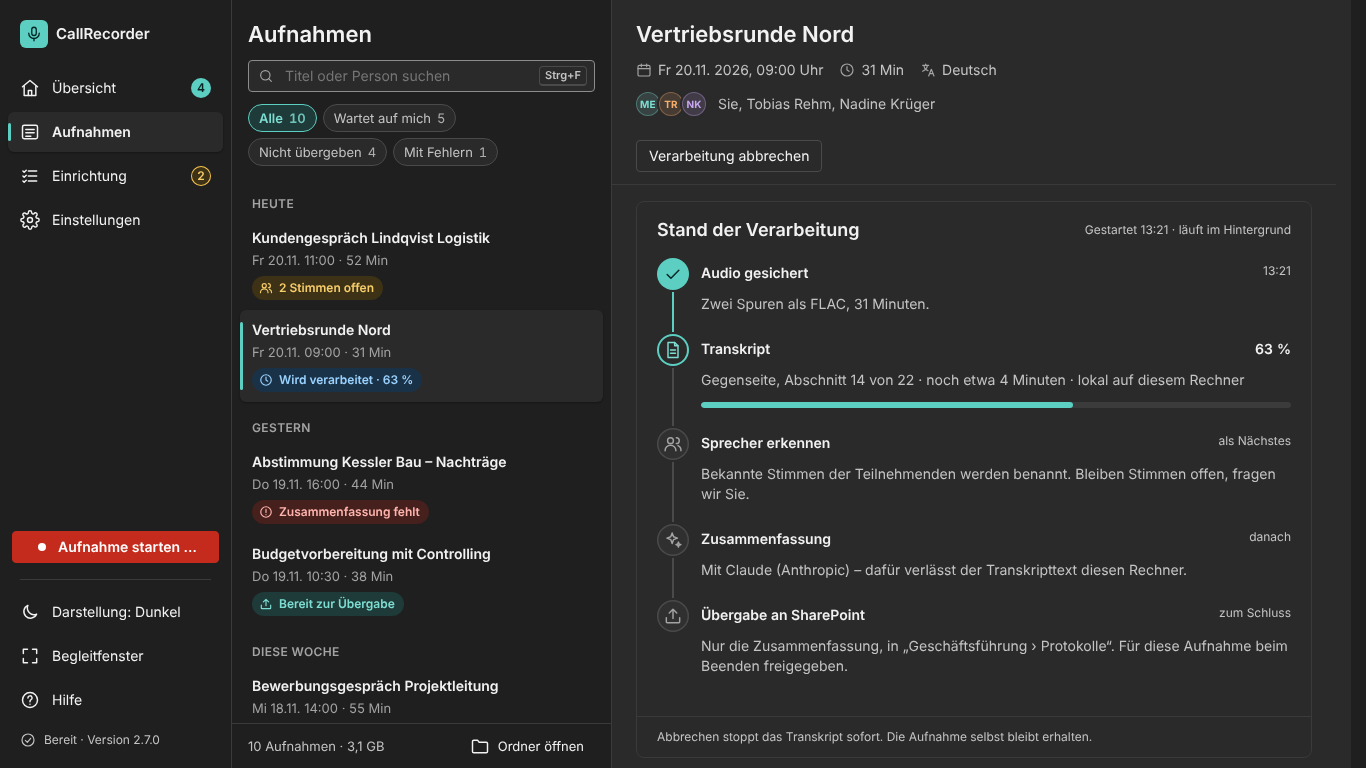 CallRecorder
Übersicht 4
Aufnahmen
Einrichtung 2
Einstellungen
Aufnahme starten ...
Darstellung: Dunkel
Begleitfenster
Hilfe
Bereit · Version 2.7.0
Aufnahmen
Titel oder Person suchen Strg+F
Alle 10 Wartet auf mich 5
Nicht übergeben 4 Mit Fehlern 1
HEUTE
Kundengespräch Lindqvist Logistik
Fr 20.11. 11:00 · 52 Min
2 Stimmen offen
Vertriebsrunde Nord
Fr 20.11. 09:00 · 31 Min
Wird verarbeitet · 63 %
GESTERN
Abstimmung Kessler Bau – Nachträge
Do 19.11. 16:00 · 44 Min
Zusammenfassung fehlt
Budgetvorbereitung mit Controlling
Do 19.11. 10:30 · 38 Min
Bereit zur Übergabe
DIESE WOCHE
Bewerbungsgespräch Projektleitung
Mi 18.11. 14:00 · 55 Min
10 Aufnahmen · 3,1 GB Ordner öffnen
Vertriebsrunde Nord
Fr 20.11. 2026, 09:00 Uhr 31 Min Deutsch
ME TR NK Sie, Tobias Rehm, Nadine Krüger
Verarbeitung abbrechen
Stand der Verarbeitung Gestartet 13:21 · läuft im Hintergrund
Audio gesichert 13:21
Zwei Spuren als FLAC, 31 Minuten.
Transkript 63 %
Gegenseite, Abschnitt 14 von 22 · noch etwa 4 Minuten · lokal auf diesem Rechner
Sprecher erkennen als Nächstes
Bekannte Stimmen der Teilnehmenden werden benannt. Bleiben Stimmen offen, fragen
wir Sie.
Zusammenfassung danach
Mit Claude (Anthropic) – dafür verlässt der Transkripttext diesen Rechner.
Übergabe an SharePoint zum Schluss
Nur die Zusammenfassung, in „Geschäftsführung › Protokolle“. Für diese Aufnahme beim
Beenden freigegeben.
Abbrechen stoppt das Transkript sofort. Die Aufnahme selbst bleibt erhalten.